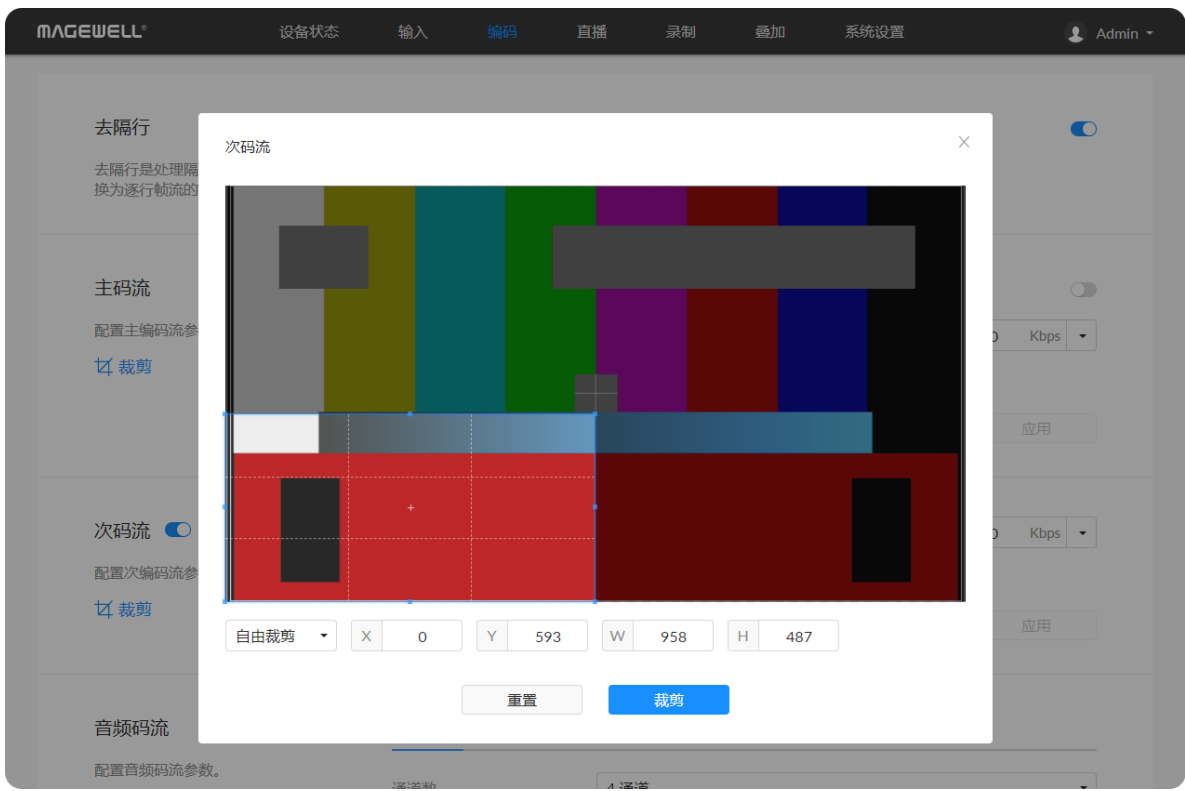 MAGEWELL®
设备状态 输入 编码 直播 录制 叠加 系统设置 Admin
去隔行
去隔行是处理隔
换为逐行帧流的
主码流
配置主编码流参
裁剪
Kbps
应用
次码流
配置次编码流参
裁剪
Kbps
应用
音频码流
配置音频码流参数。
通道数 4 通道
次码流
自由裁剪 X 0 Y 593 W 958 H 487
重置 裁剪